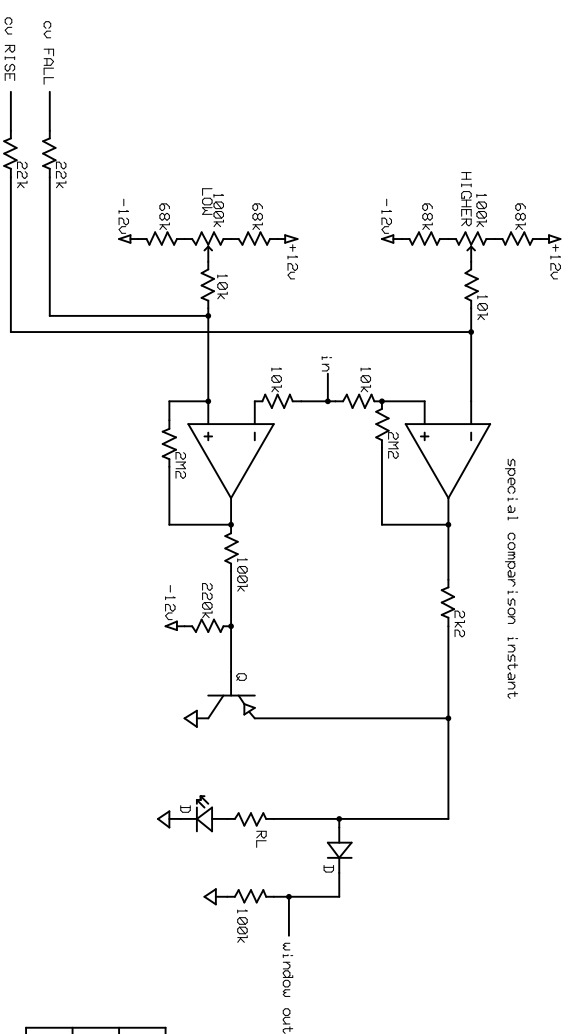 +12v
68k
special comparison instant
100k
HIGHER
10k
-
2k2
68k
+
2M2
-12v
10k
in
D
+12v
window out
10k
68k
-
RL
100k
100k
Q
10k
100k
LOW
+
220k
D
2M2
-12v
68k
-12v
cv FALL
22k
cv RISE
22k